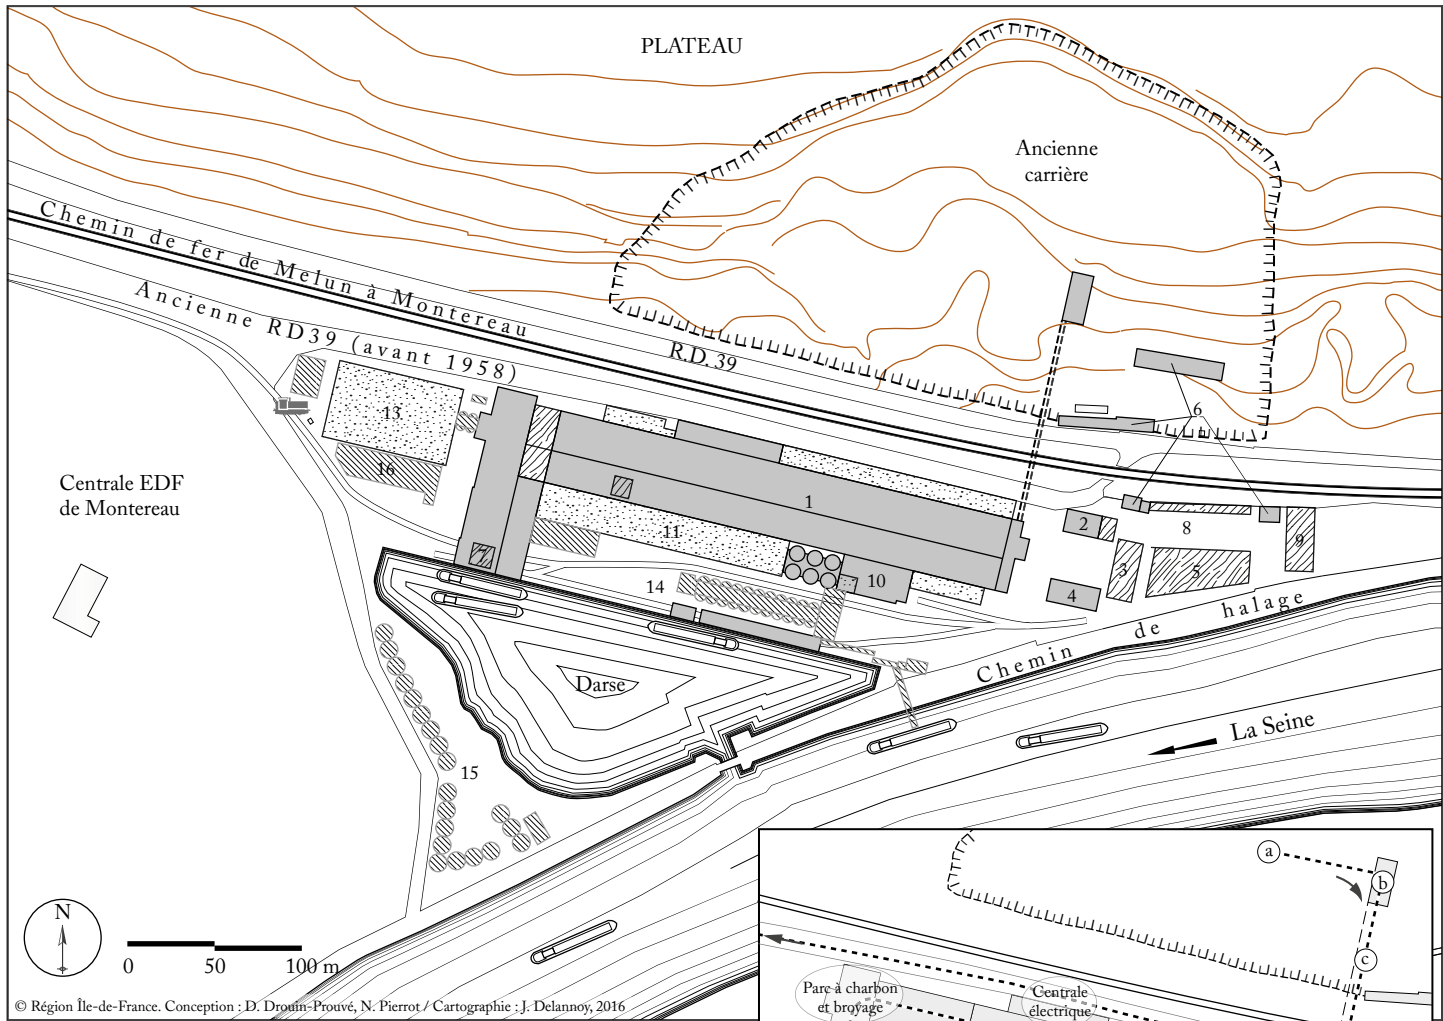 PLATEAU
Ancienne
carrière
Chemin de fer de Melun à Montereau
Ancienne RD39 (avant 1958)
R.D.39
6
13
16
1
11
2
8
9
3
5
4
7
10
14
Centrale EDF
de Montereau
Chemin de halage
Darse
La Seine
15
a
b
c
N
0 50 100 m
Parc à charbon
et broyage
Centrale
électrique
© Région Île-de-France. Conception : D. Drouin-Prouvé, N. Pierrot / Cartographie : J. Delannoy, 2016